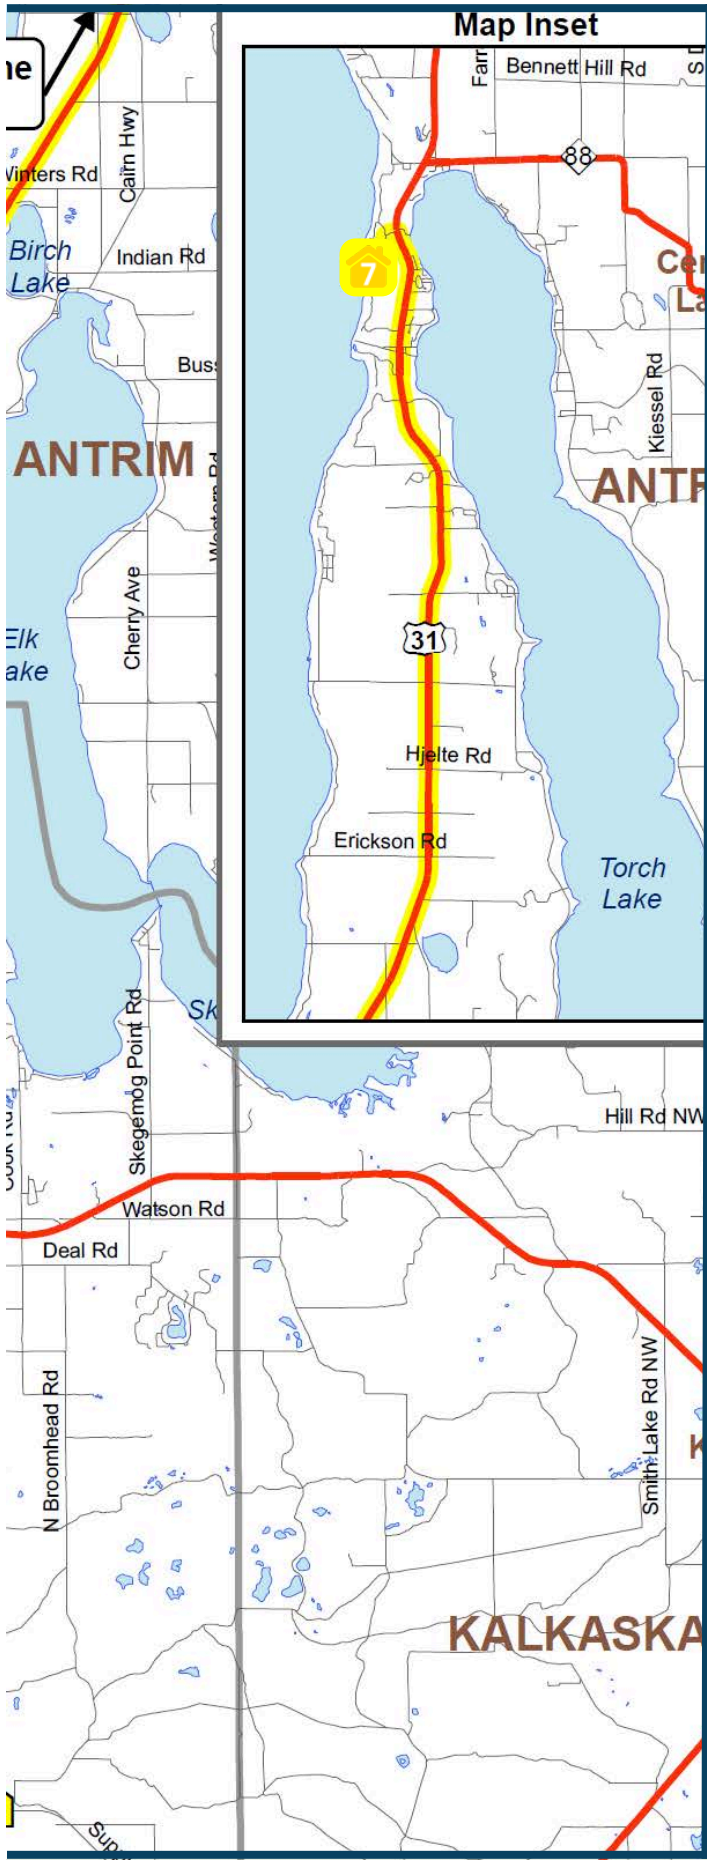 Map Inset
Bennett Hill Rd
88
Cairn Hwy
Indian Rd
Birch
Lake
7
Kiessel Rd
ANTRIM
Cherry Ave
31
Hjelte Rd
Erickson Rd
Torch
Lake
Skegemog Point Rd
Hill Rd NW
Watson Rd
Deal Rd
N Broomhead Rd
Smith Lake Rd NW
KALKASKA